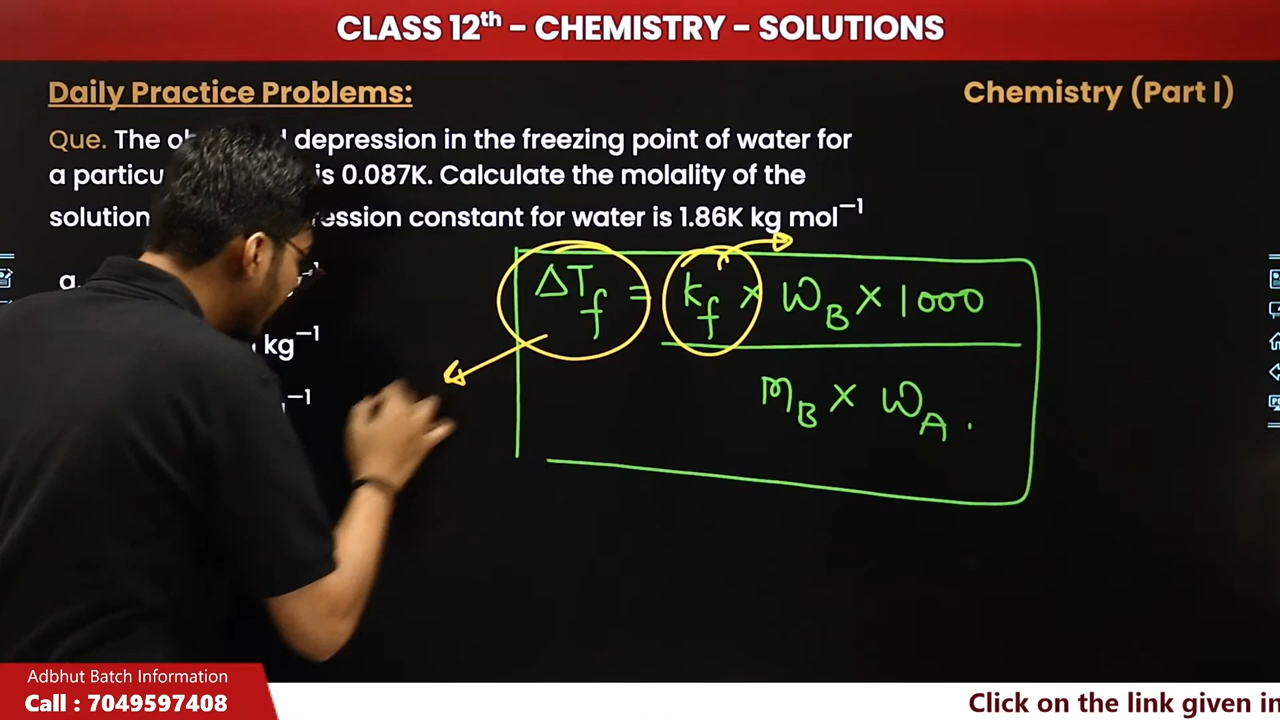 CLASS 12th – CHEMISTRY – SOLUTIONS
Daily Practice Problems:
Chemistry (Part I)
Que. The depression in the freezing point of water for
a is 0.087K. Calculate the molality of the
solution constant for water is 1.86K kg mol⁻¹
a.
kg⁻¹
ΔTf = Kf × WB × 1000
MB × WA .
Adbhut Batch Information
Call : 7049597408
Click on the link given in